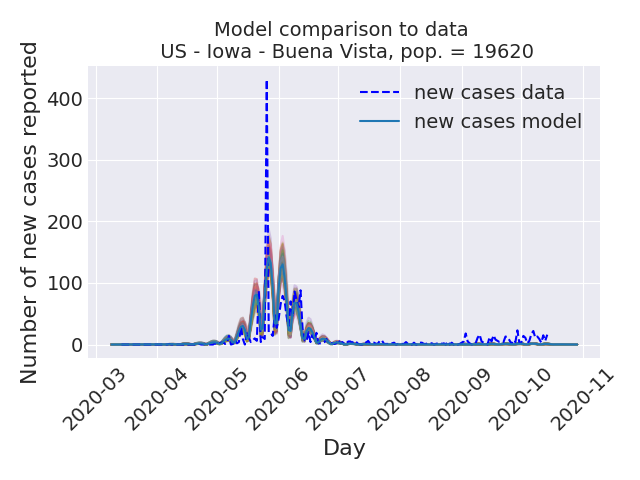 Model comparison to data
US - Iowa - Buena Vista, pop. = 19620
Number of new cases reported
400
300
200
100
0
new cases data
new cases model
2020-03
2020-04
2020-05
2020-06
2020-07
2020-08
2020-09
2020-10
2020-11
Day